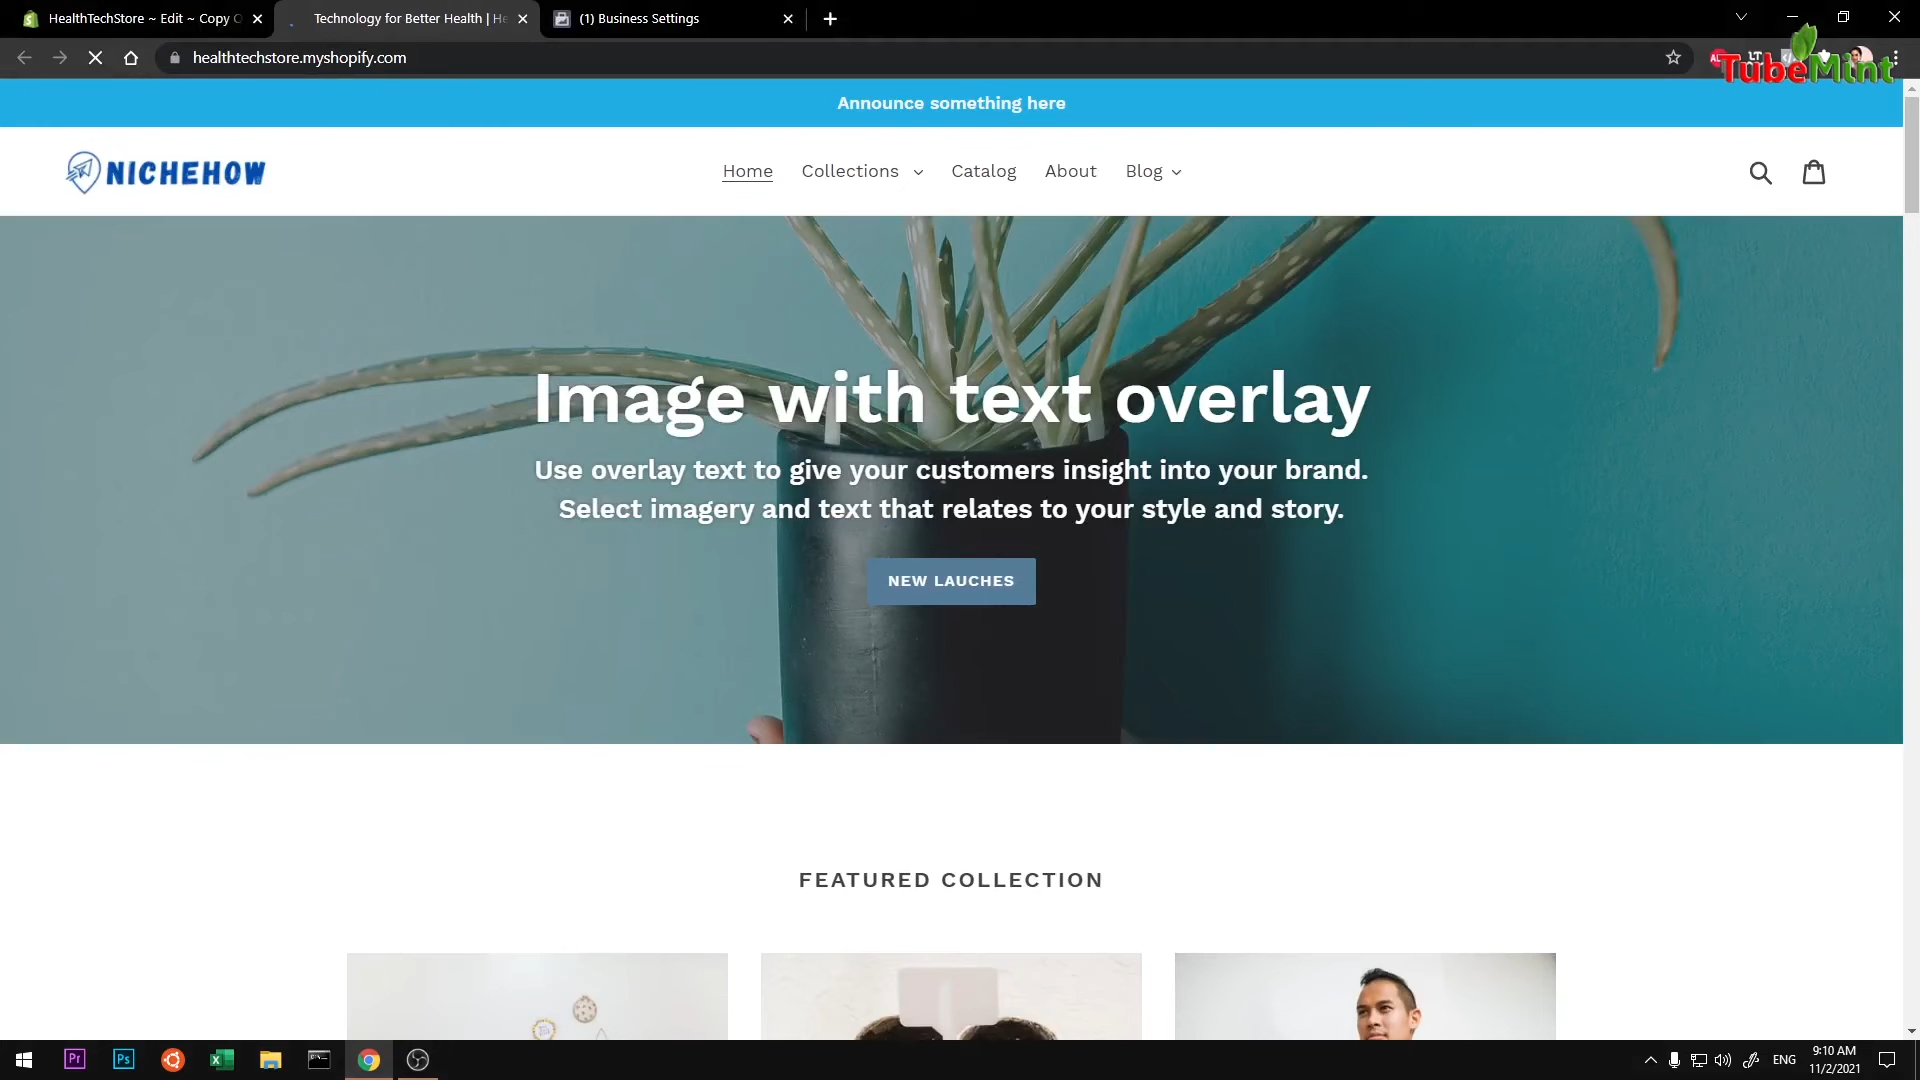 HealthTechStore ~ Edit ~ Copy O
Technology for Better Health | He
(1) Business Settings
healthtechstore.myshopify.com
TubeMint
Announce something here
NICHEHOW
Home
Collections
Catalog
About
Blog
Image with text overlay
Use overlay text to give your customers insight into your brand.
Select imagery and text that relates to your style and story.
NEW LAUCHES
FEATURED COLLECTION
Pr
Ps
ENG
9:10 AM
11/2/2021